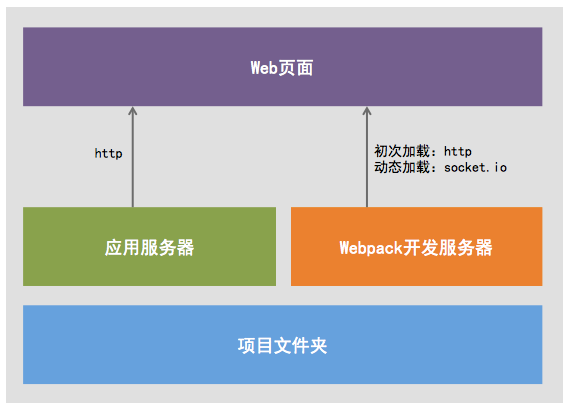 Web页面
http
初次加载：http
动态加载：socket.io
应用服务器
Webpack开发服务器
项目文件夹